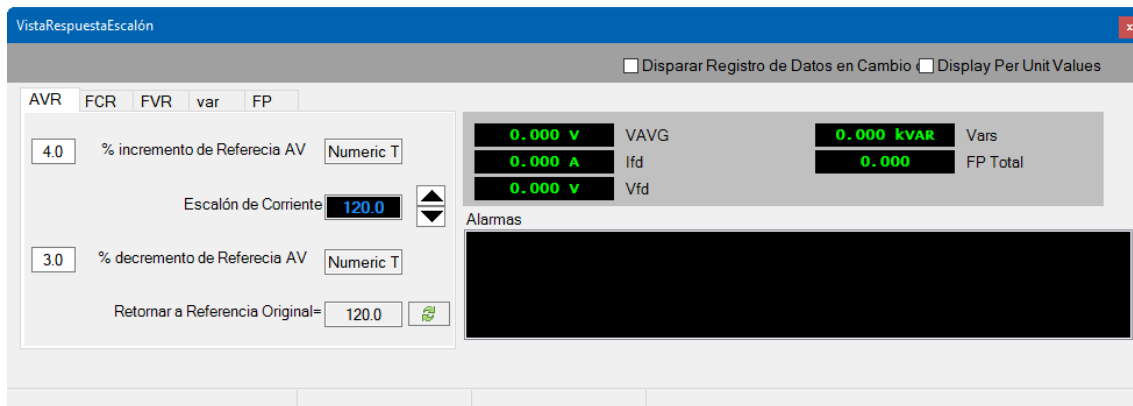 VistaRespuestaEscalón
x
Disparar Registro de Datos en Cambio
Display Per Unit Values
AVR FCR FVR var FP
4.0 % incremento de Referecia AV Numeric T
Escalón de Corriente 120.0
3.0 % decremento de Referecia AV Numeric T
Retornar a Referencia Original= 120.0
0.000 V VAVG
0.000 A Ifd
0.000 V Vfd
0.000 kVAR Vars
0.000 FP Total
Alarmas